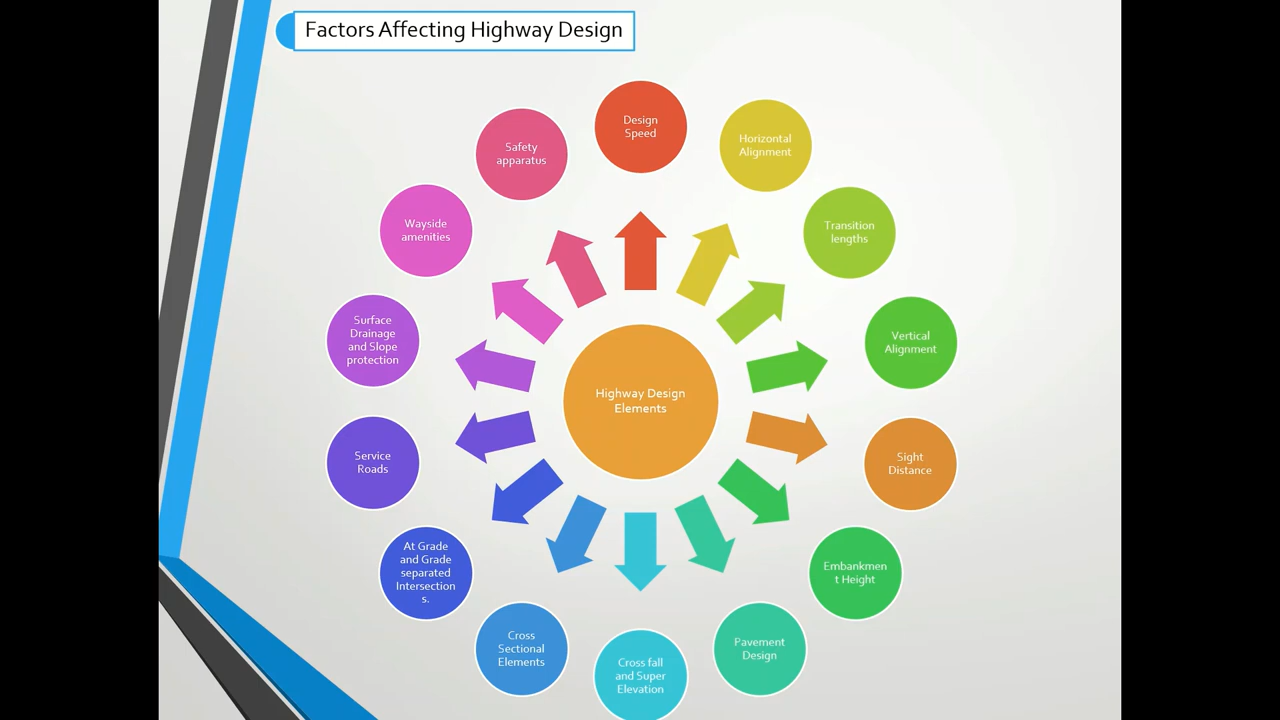 Factors Affecting Highway Design
Design
Speed
Horizontal
Alignment
Transition
lengths
Vertical
Alignment
Sight
Distance
Embankmen
t Height
Pavement
Design
Cross fall
and Super
Elevation
Cross
Sectional
Elements
At Grade
and Grade
separated
Intersection
s.
Service
Roads
Surface
Drainage
and Slope
protection
Wayside
amenities
Safety
apparatus
Highway Design
Elements